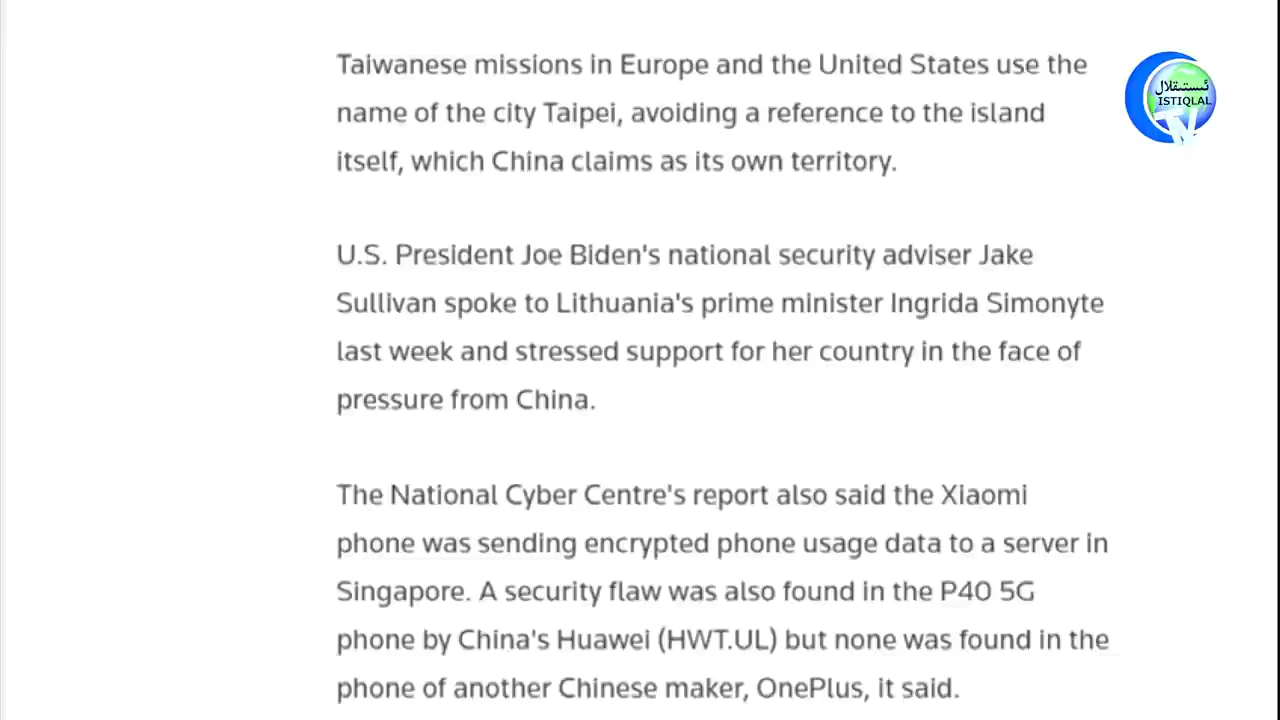 Taiwanese missions in Europe and the United States use the
name of the city Taipei, avoiding a reference to the island
itself, which China claims as its own territory.
U.S. President Joe Biden's national security adviser Jake
Sullivan spoke to Lithuania's prime minister Ingrida Simonyte
last week and stressed support for her country in the face of
pressure from China.
The National Cyber Centre's report also said the Xiaomi
phone was sending encrypted phone usage data to a server in
Singapore. A security flaw was also found in the P40 5G
phone by China's Huawei (HWT.UL) but none was found in the
phone of another Chinese maker, OnePlus, it said.
ئىستىقلال
ISTIQLAL
TV